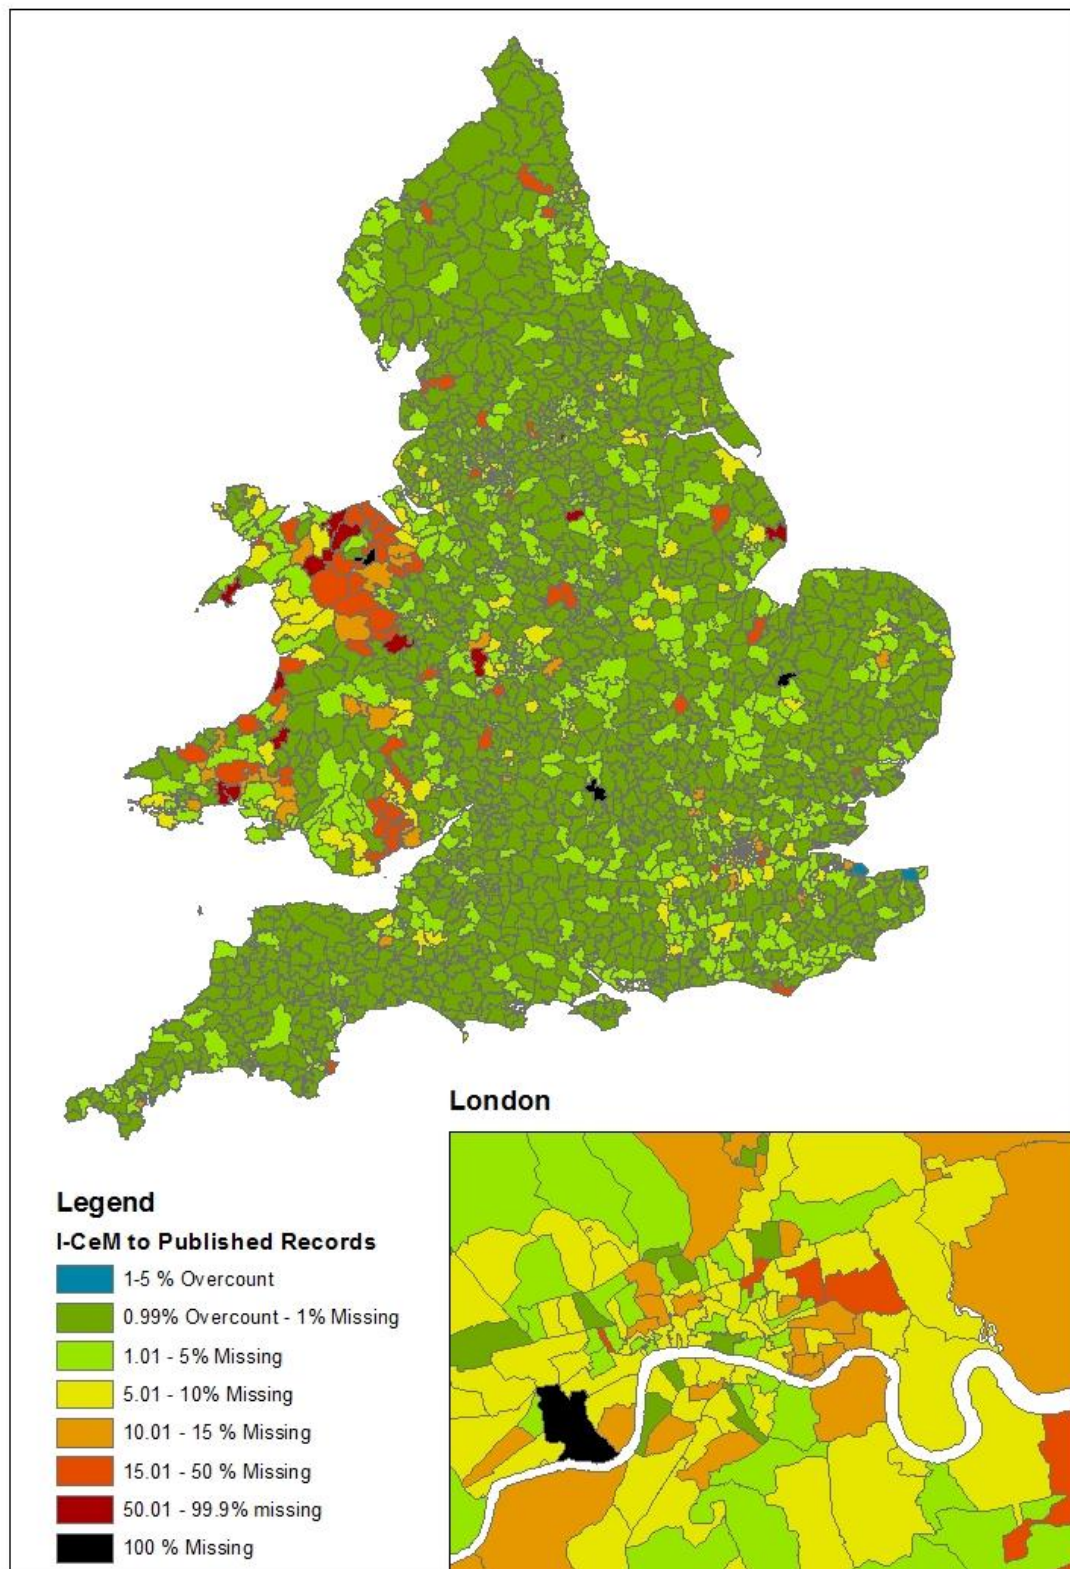 London
Legend
I-CeM to Published Records
1-5 % Overcount
0.99% Overcount - 1% Missing
1.01 - 5% Missing
5.01 - 10% Missing
10.01 - 15 % Missing
15.01 - 50 % Missing
50.01 - 99.9% missing
100 % Missing